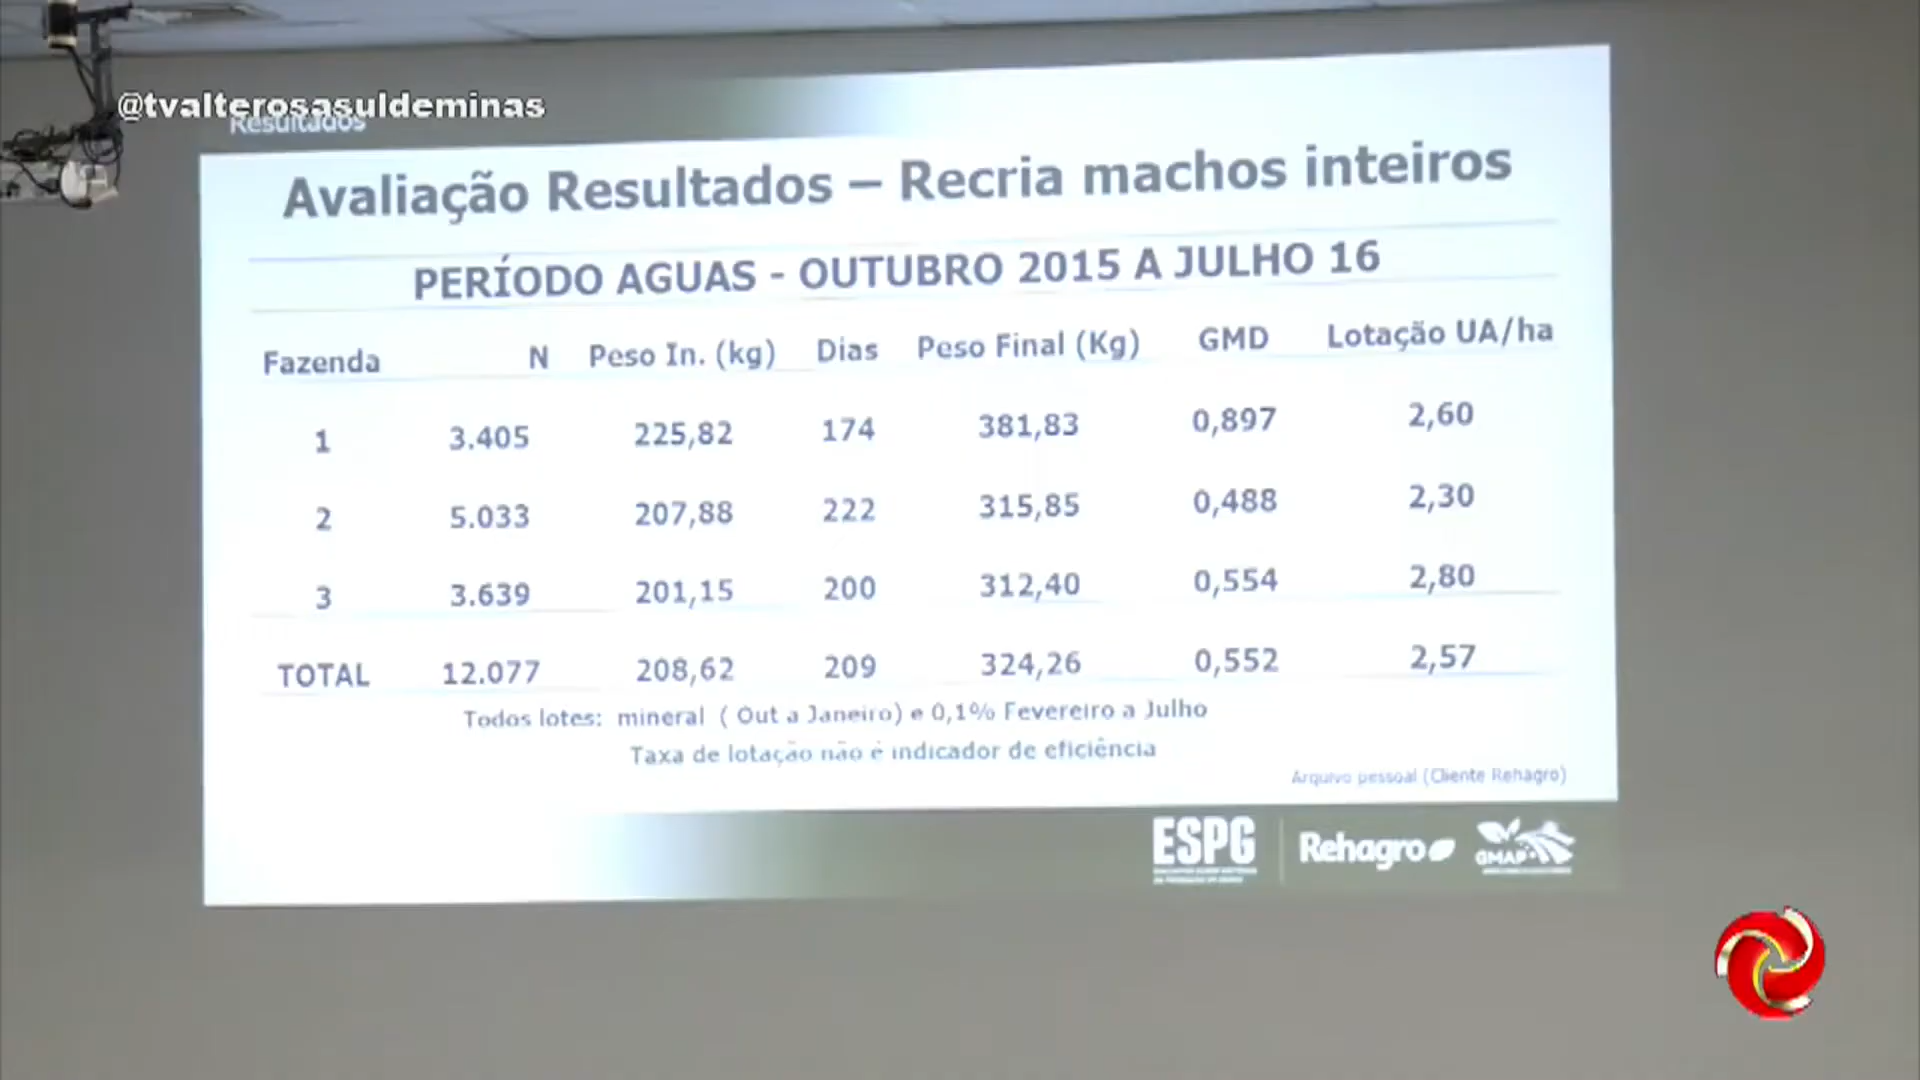 @tvalterosasuldeminas
Resultados
Avaliação Resultados – Recria machos inteiros
PERÍODO AGUAS - OUTUBRO 2015 A JULHO 16
Fazenda N Peso In. (kg) Dias Peso Final (Kg) GMD Lotação UA/ha
1 3.405 225,82 174 381,83 0,897 2,60
2 5.033 207,88 222 315,85 0,488 2,30
3 3.639 201,15 200 312,40 0,554 2,80
TOTAL 12.077 208,62 209 324,26 0,552 2,57
Todos lotes: mineral ( Out a Janeiro) e 0,1% Fevereiro a Julho
Taxa de lotação não é indicador de eficiência
Arquivo pessoal (Cliente Rehagro)
ESPG Rehagro GMAP